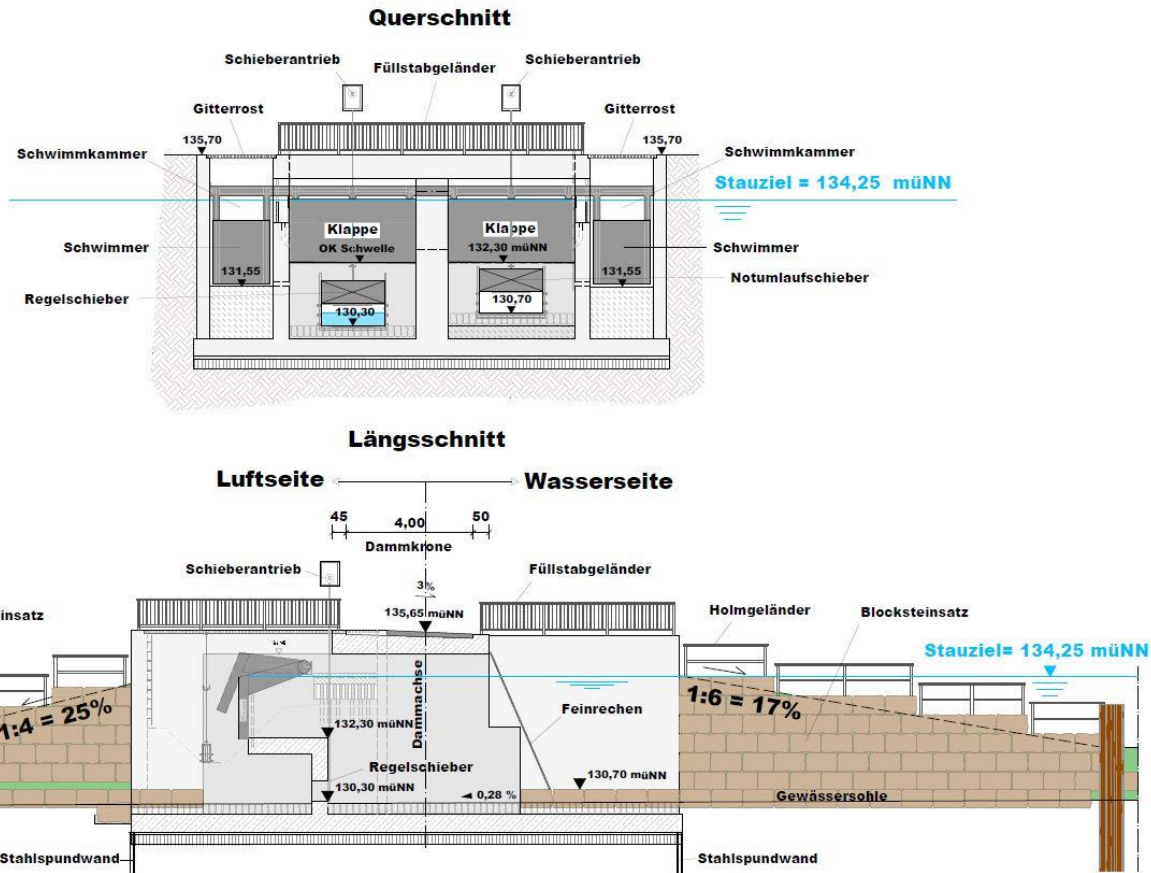 Querschnitt
Schieberantrieb
Füllstabgeländer
Schieberantrieb
Gitterrost
Gitterrost
135,70
135,70
Schwimmkammer
Schwimmkammer
Stauziel = 134,25 müNN
Klappe
Klappe
OK Schwelle
132,30 müNN
Schwimmer
Schwimmer
131,55
131,55
Notumlaufschieber
Regelschieber
130,30
130,70
Längsschnitt
Luftseite
Wasserseite
45
4,00
50
Dammkrone
Schieberantrieb
Füllstabgeländer
3%
135,65 müNN
Holmgeländer
Blocksteinsatz
insatz
Stauziel= 134,25 müNN
1:4 = 25%
1:6 = 17%
Dammachse
132,30 müNN
Feinrechen
Regelschieber
130,30 müNN
130,70 müNN
0,28 %
Gewässersohle
Stahlspundwand
Stahlspundwand